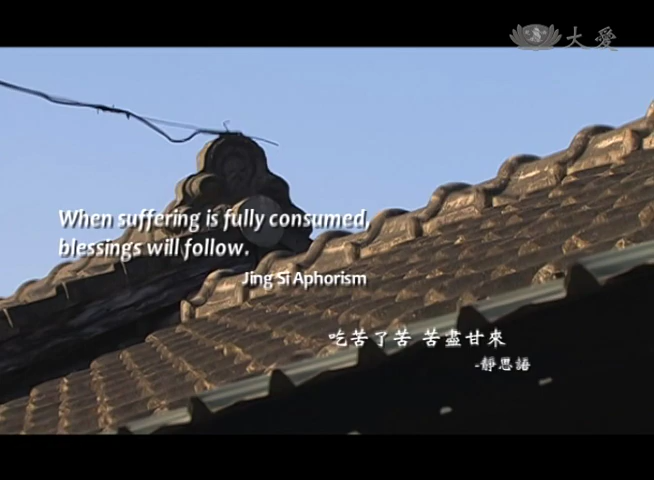 大愛
When suffering is fully consumed,
blessings will follow.
Jing Si Aphorism
吃苦了苦 苦盡甘來
-靜思語